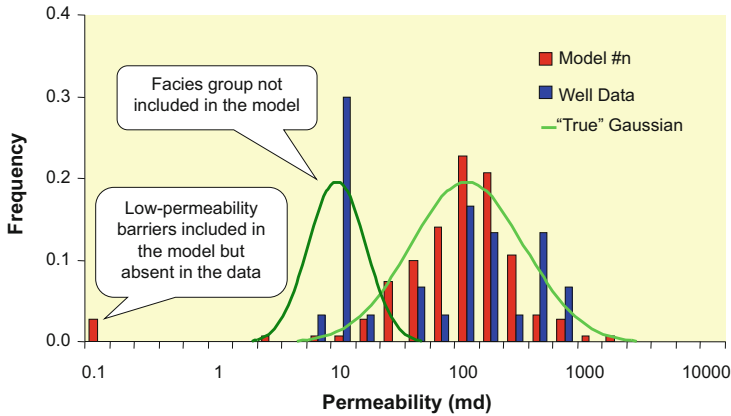 0.4
0.3
0.2
0.1
0.0
Frequency
Facies group not
included in the model
Low-permeability
barriers included in
the model but
absent in the data
Model #n
Well Data
“True” Gaussian
0.1 1 10 100 1000 10000
Permeability (md)